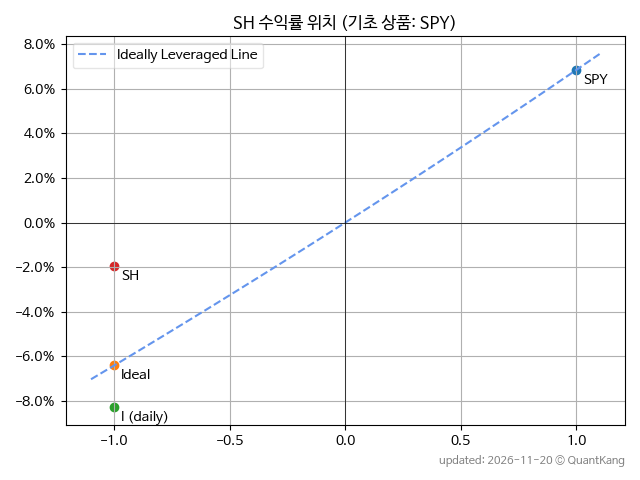 SH 수익률 위치 (기초 상품: SPY)
8.0%
6.0%
4.0%
2.0%
0.0%
−2.0%
−4.0%
−6.0%
−8.0%
Ideally Leveraged Line
SPY
SH
Ideal
I (daily)
−1.0 −0.5 0.0 0.5 1.0
updated: 2026−11−20 © QuantKang